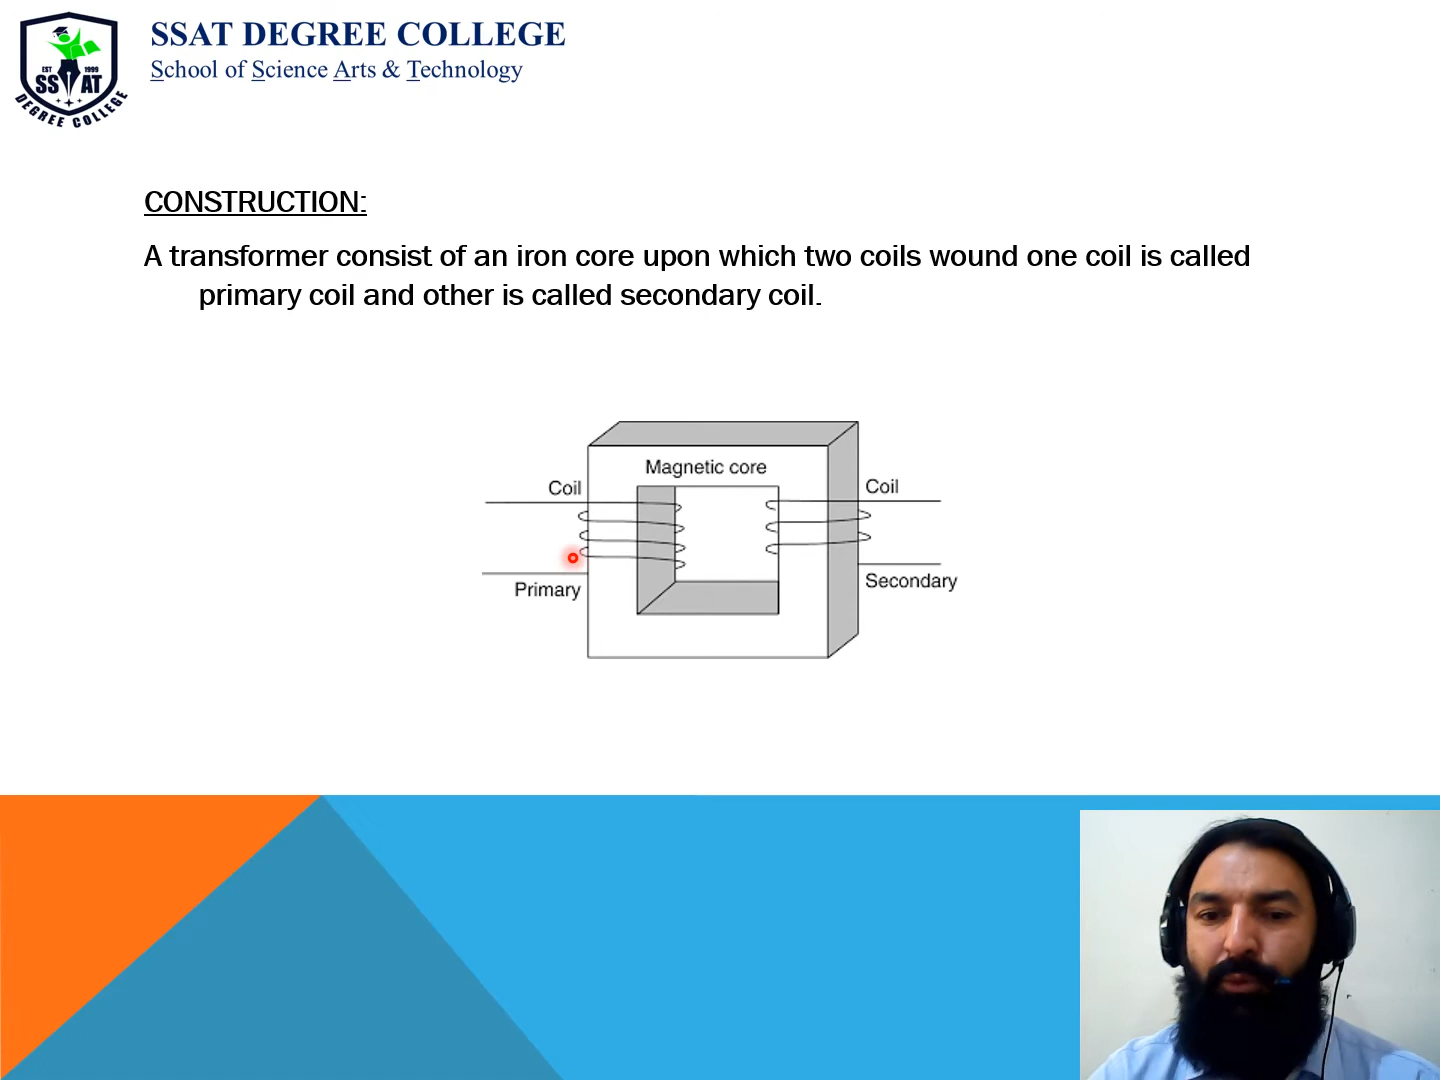 SSAT DEGREE COLLEGE
School of Science Arts & Technology
EST 1999
SS AT
DEGREE COLLEGE
CONSTRUCTION:
A transformer consist of an iron core upon which two coils wound one coil is called
primary coil and other is called secondary coil.
Magnetic core
Coil
Coil
Primary
Secondary